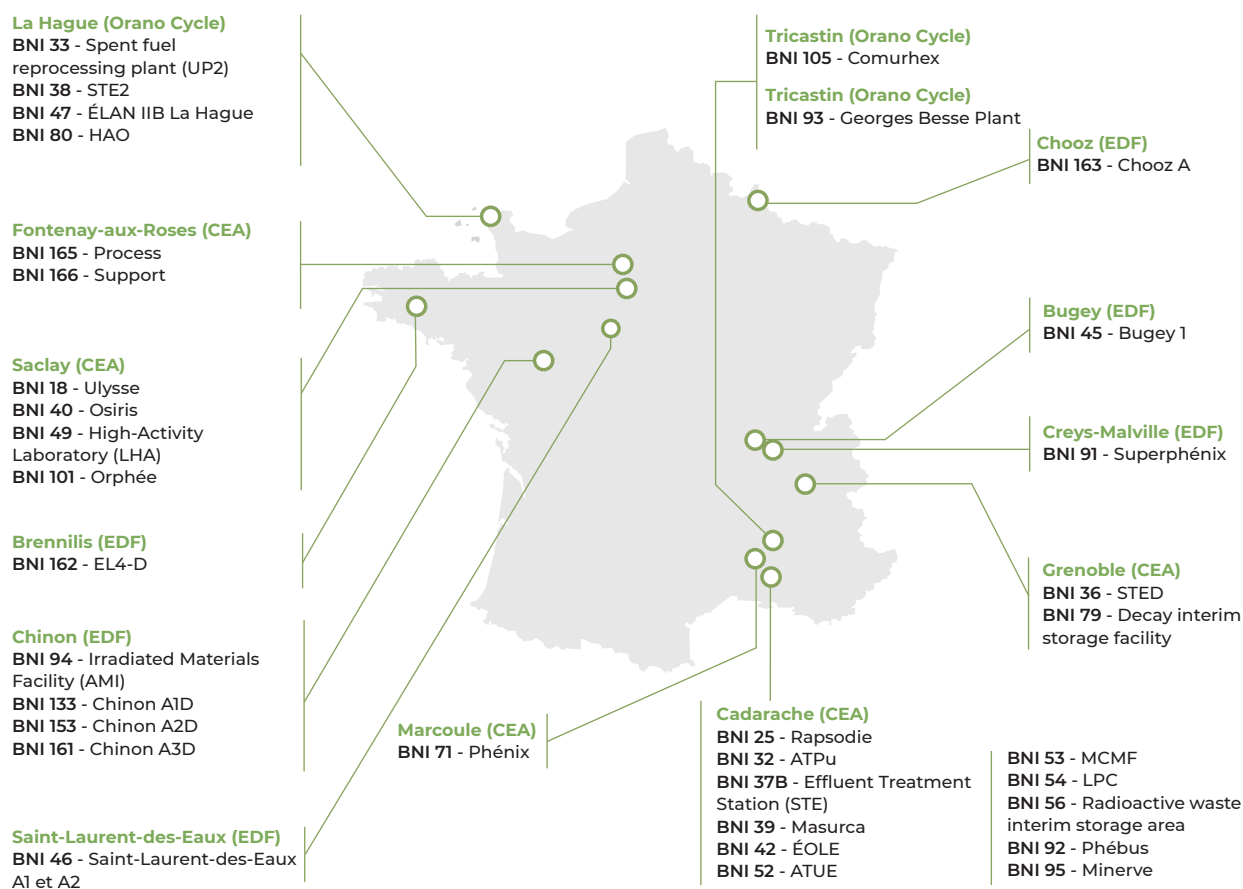 La Hague (Orano Cycle)
BNI 33 - Spent fuel
reprocessing plant (UP2)
BNI 38 - STE2
BNI 47 - ÉLAN IIB La Hague
BNI 80 - HAO
Fontenay-aux-Roses (CEA)
BNI 165 - Process
BNI 166 - Support
Saclay (CEA)
BNI 18 - Ulysse
BNI 40 - Osiris
BNI 49 - High-Activity
Laboratory (LHA)
BNI 101 - Orphée
Brennilis (EDF)
BNI 162 - EL4-D
Chinon (EDF)
BNI 94 - Irradiated Materials
Facility (AMI)
BNI 133 - Chinon A1D
BNI 153 - Chinon A2D
BNI 161 - Chinon A3D
Saint-Laurent-des-Eaux (EDF)
BNI 46 - Saint-Laurent-des-Eaux
A1 et A2
Marcoule (CEA)
BNI 71 - Phénix
Tricastin (Orano Cycle)
BNI 105 - Comurhex
Tricastin (Orano Cycle)
BNI 93 - Georges Besse Plant
Chooz (EDF)
BNI 163 - Chooz A
Bugey (EDF)
BNI 45 - Bugey 1
Creys-Malville (EDF)
BNI 91 - Superphénix
Grenoble (CEA)
BNI 36 - STED
BNI 79 - Decay interim
storage facility
Cadarache (CEA)
BNI 25 - Rapsodie
BNI 32 - ATPu
BNI 37B - Effluent Treatment
Station (STE)
BNI 39 - Masurca
BNI 42 - ÉOLE
BNI 52 - ATUE
BNI 53 - MCMF
BNI 54 - LPC
BNI 56 - Radioactive waste
interim storage area
BNI 92 - Phébus
BNI 95 - Minerve